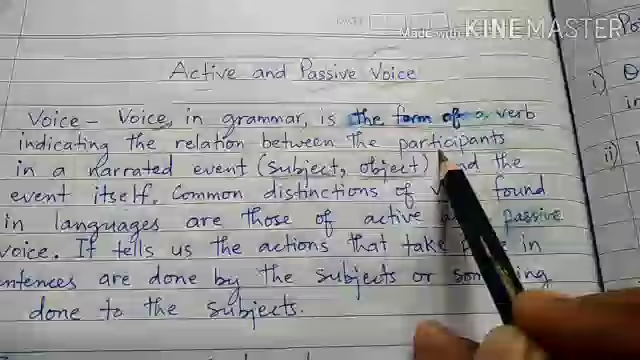 Made with KINEMASTER
Active and Passive Voice
Voice - Voice, in grammar, is the form of a verb
indicating the relation between the participants
in a narrated event (subject, object) and the
event itself. Common distinctions of found
in languages are those of active passive
voice. It tells us the actions that take in
entences are done by the subjects or
done to the subjects.
i)
in
ii)